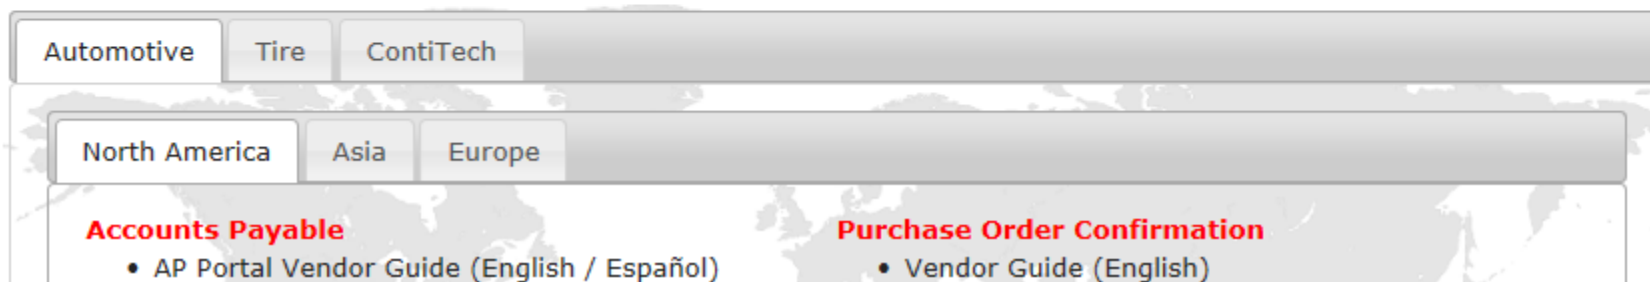 Automotive Tire ContiTech
North America Asia Europe
Accounts Payable
• AP Portal Vendor Guide (English / Español)
Purchase Order Confirmation
• Vendor Guide (English)